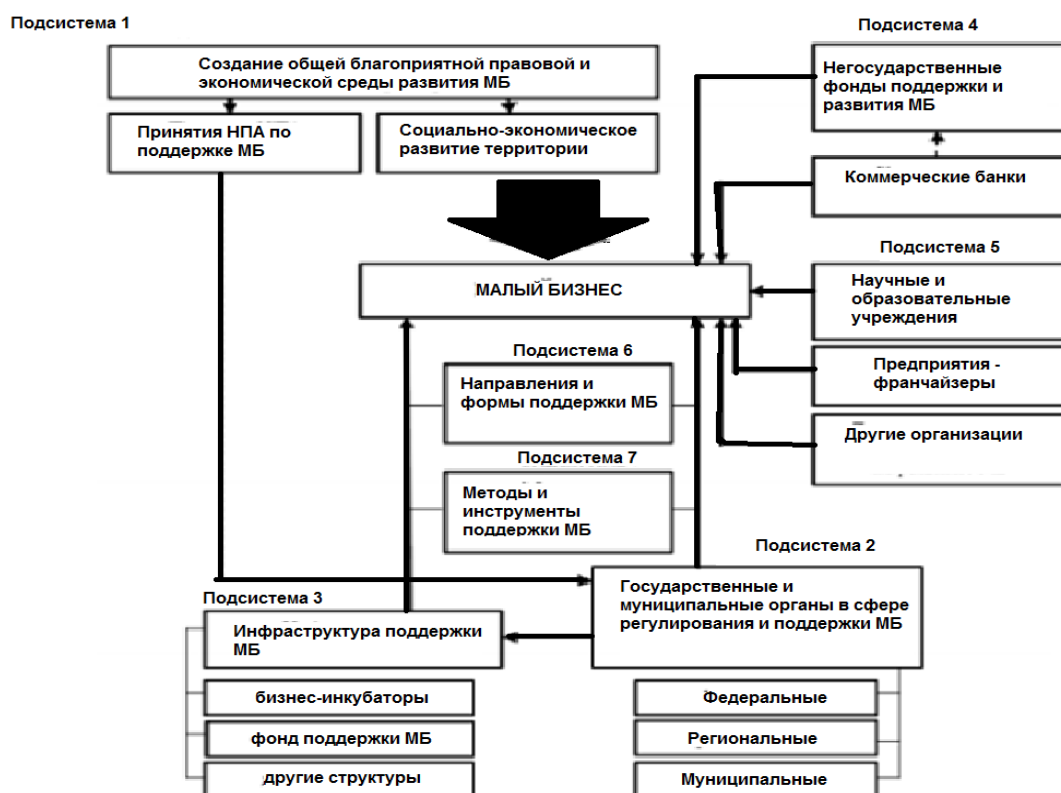 Подсистема 1
Создание общей благоприятной правовой и
экономической среды развития МБ
Принятия НПА по
поддержке МБ
Социально-экономическое
развитие территории
Подсистема 4
Негосударственные
фонды поддержки и
развития МБ
Коммерческие банки
МАЛЫЙ БИЗНЕС
Подсистема 5
Научные и
образовательные
учреждения
Предприятия -
франчайзеры
Другие организации
Подсистема 6
Направления и
формы поддержки МБ
Подсистема 7
Методы и
инструменты
поддержки МБ
Подсистема 2
Государственные и
муниципальные органы в сфере
регулирования и поддержки МБ
Федеральные
Региональные
Муниципальные
Подсистема 3
Инфраструктура поддержки
МБ
бизнес-инкубаторы
фонд поддержки МБ
другие структуры